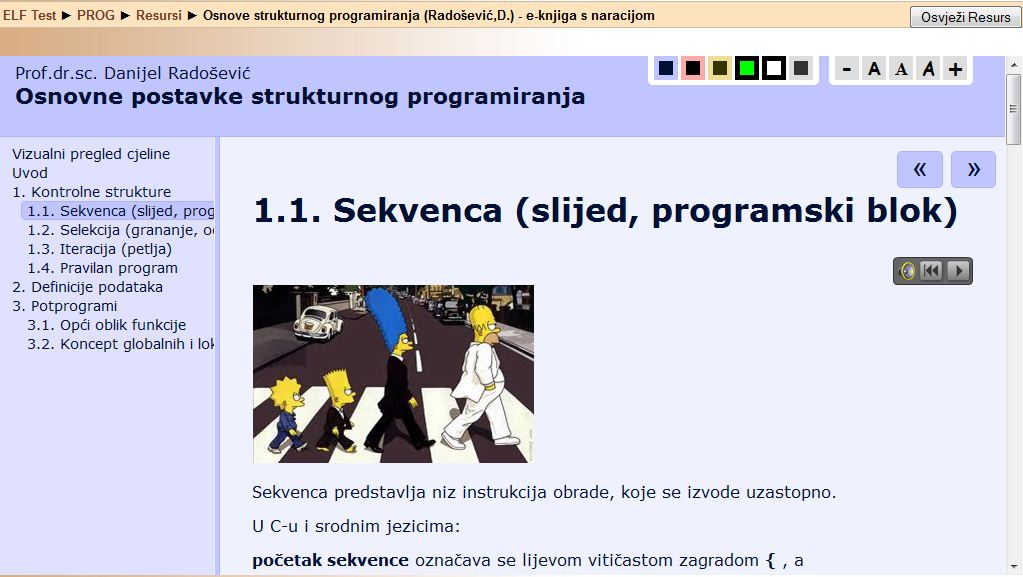 ELF Test ► PROG ► Resursi ► Osnove strukturnog programiranja (Radošević,D.) - e-knjiga s naracijom
Osvježi Resurs
Prof.dr.sc. Danijel Radošević
Osnovne postavke strukturnog programiranja
- A A A +
Vizualni pregled cjeline
Uvod
1. Kontrolne strukture
1.1. Sekvenca (slijed, prog
1.2. Selekcija (grananje, o
1.3. Iteracija (petlja)
1.4. Pravilan program
2. Definicije podataka
3. Potprogrami
3.1. Opći oblik funkcije
3.2. Koncept globalnih i lok
« »
1.1. Sekvenca (slijed, programski blok)
Sekvenca predstavlja niz instrukcija obrade, koje se izvode uzastopno.
U C-u i srodnim jezicima:
početak sekvence označava se lijevom vitičastom zagradom { , a